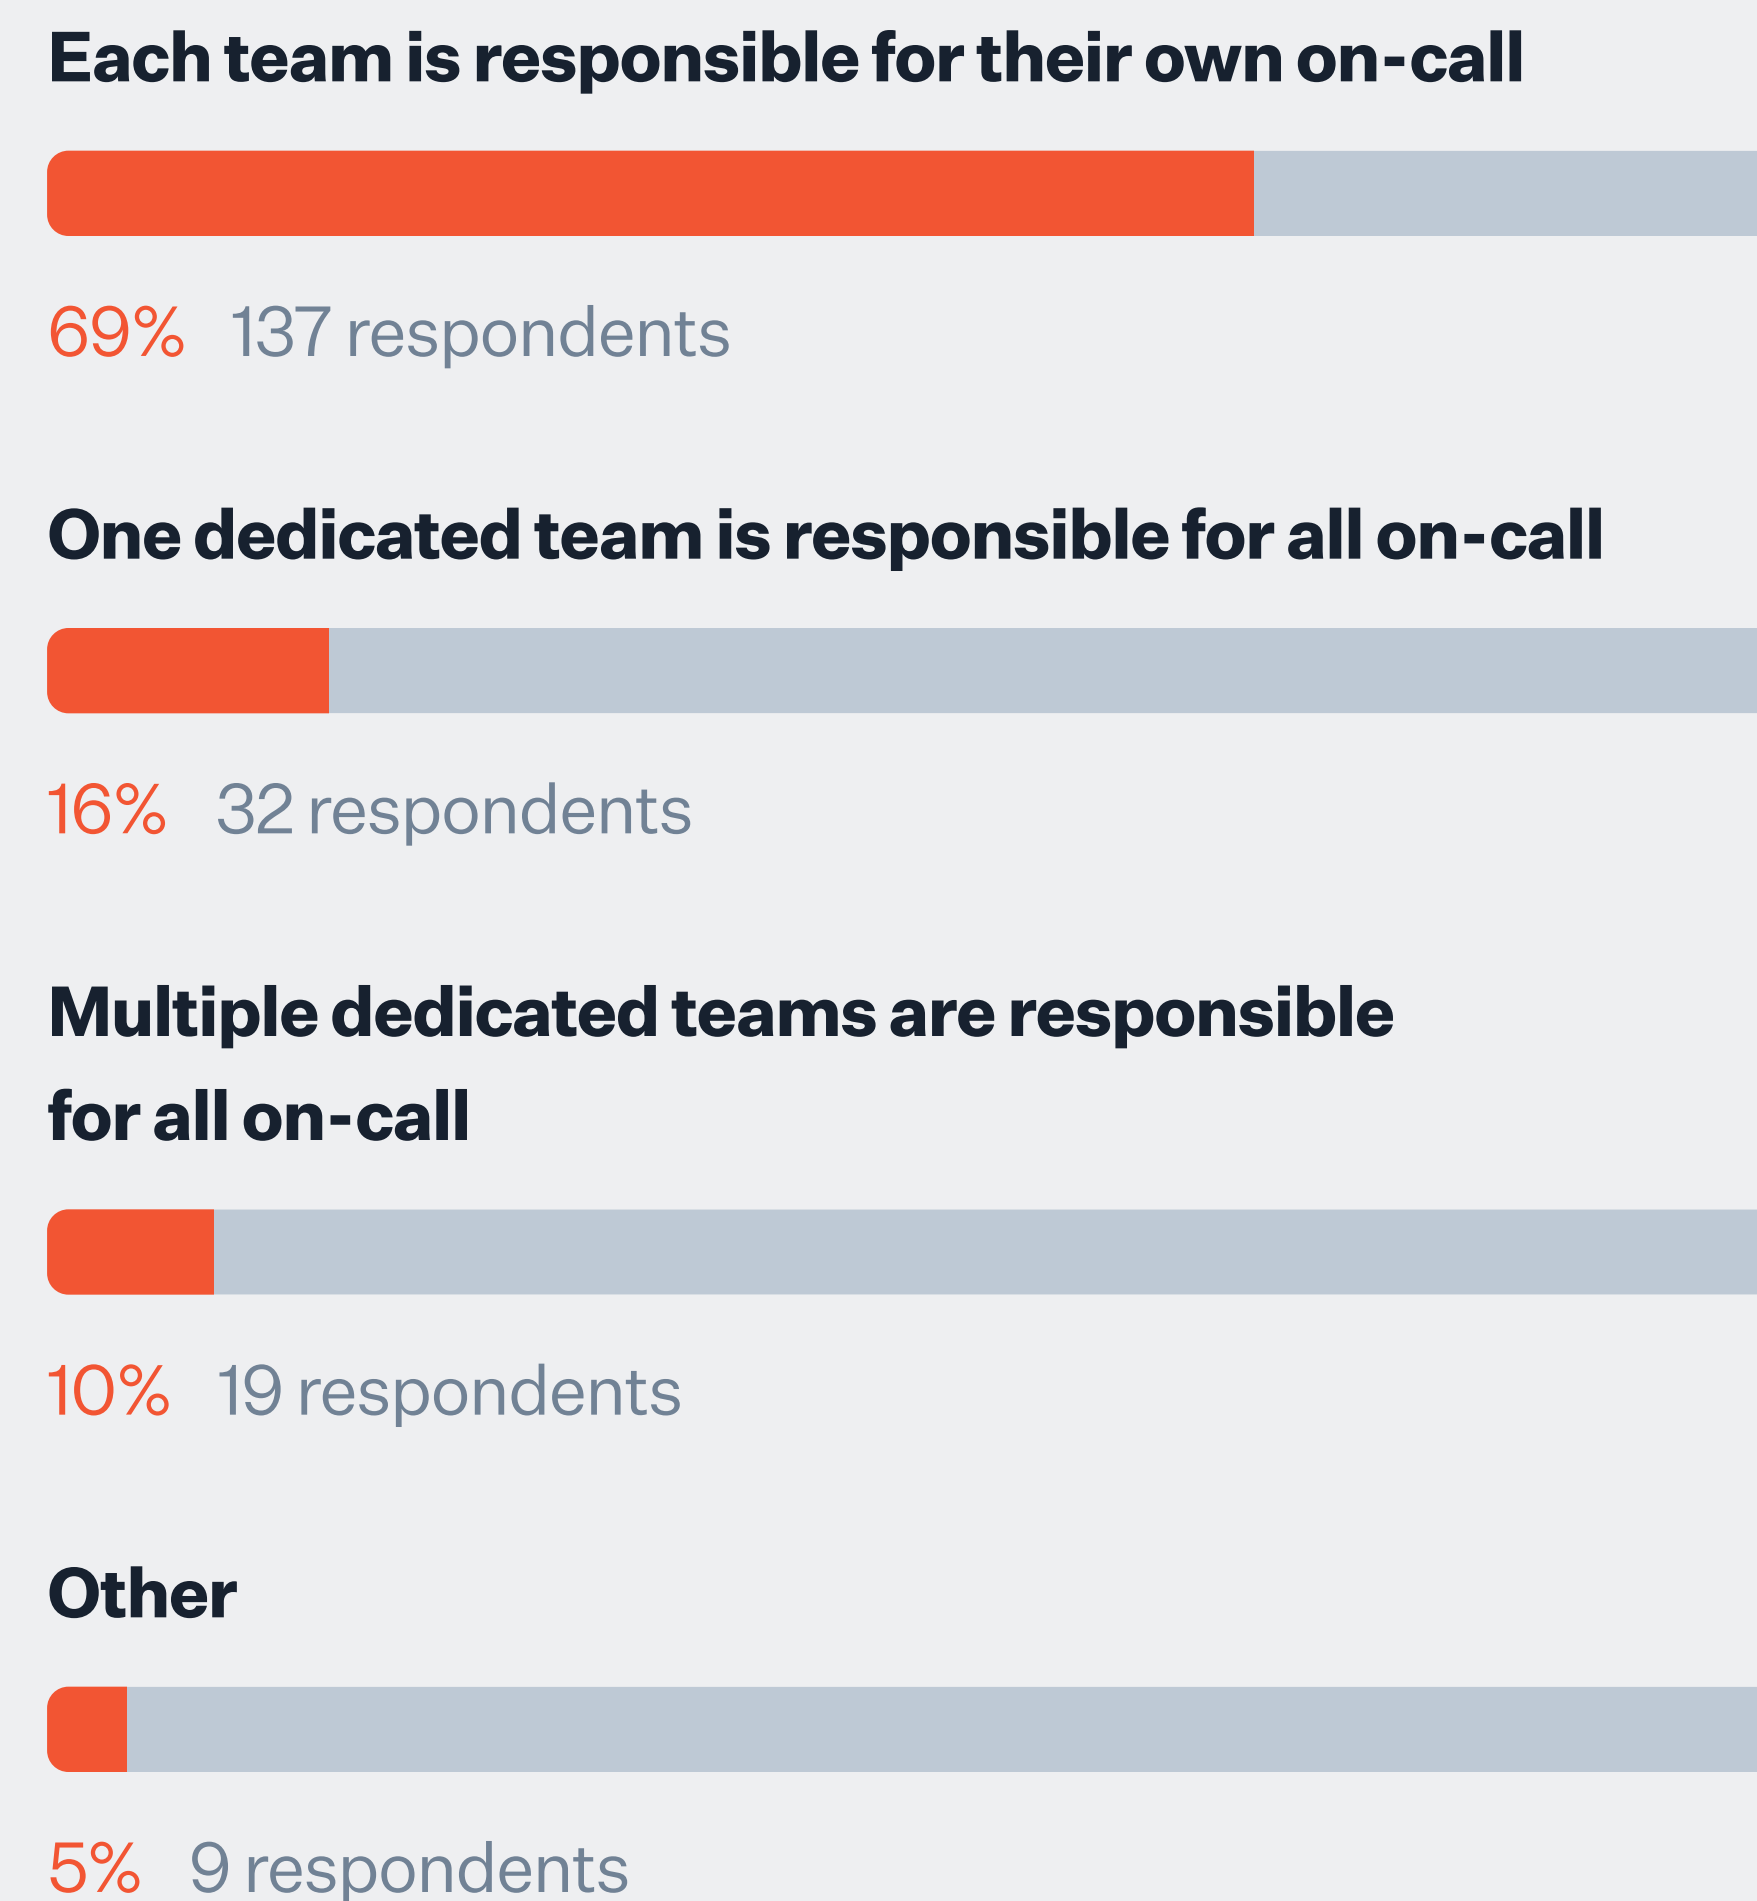 Each team is responsible for their own on-call
69% 137 respondents
One dedicated team is responsible for all on-call
16% 32 respondents
Multiple dedicated teams are responsible
for all on-call
10% 19 respondents
Other
5% 9 respondents